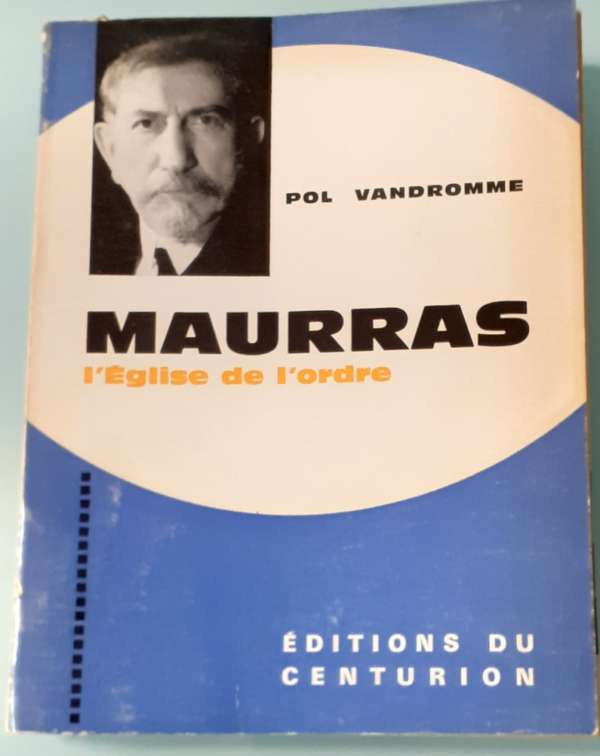 POL VANDROMME
MAURRAS
l'Église de l'ordre
ÉDITIONS DU
CENTURION